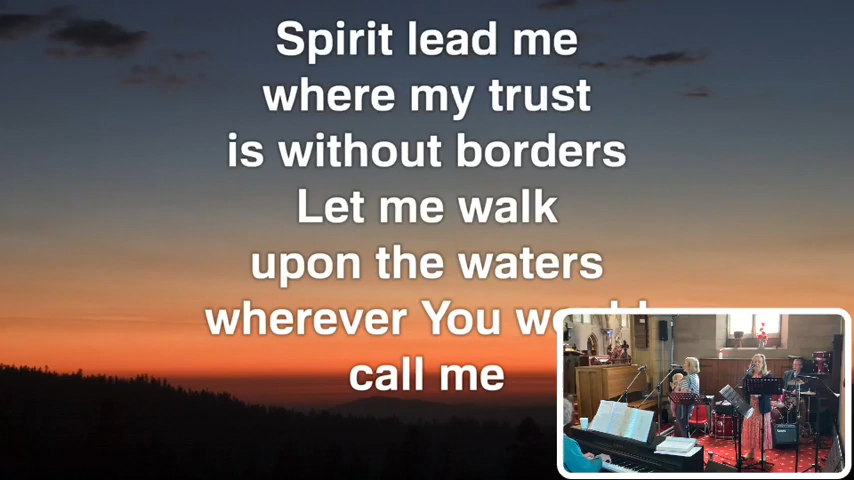 Spirit lead me
where my trust
is without borders
Let me walk
upon the waters
wherever You would
call me